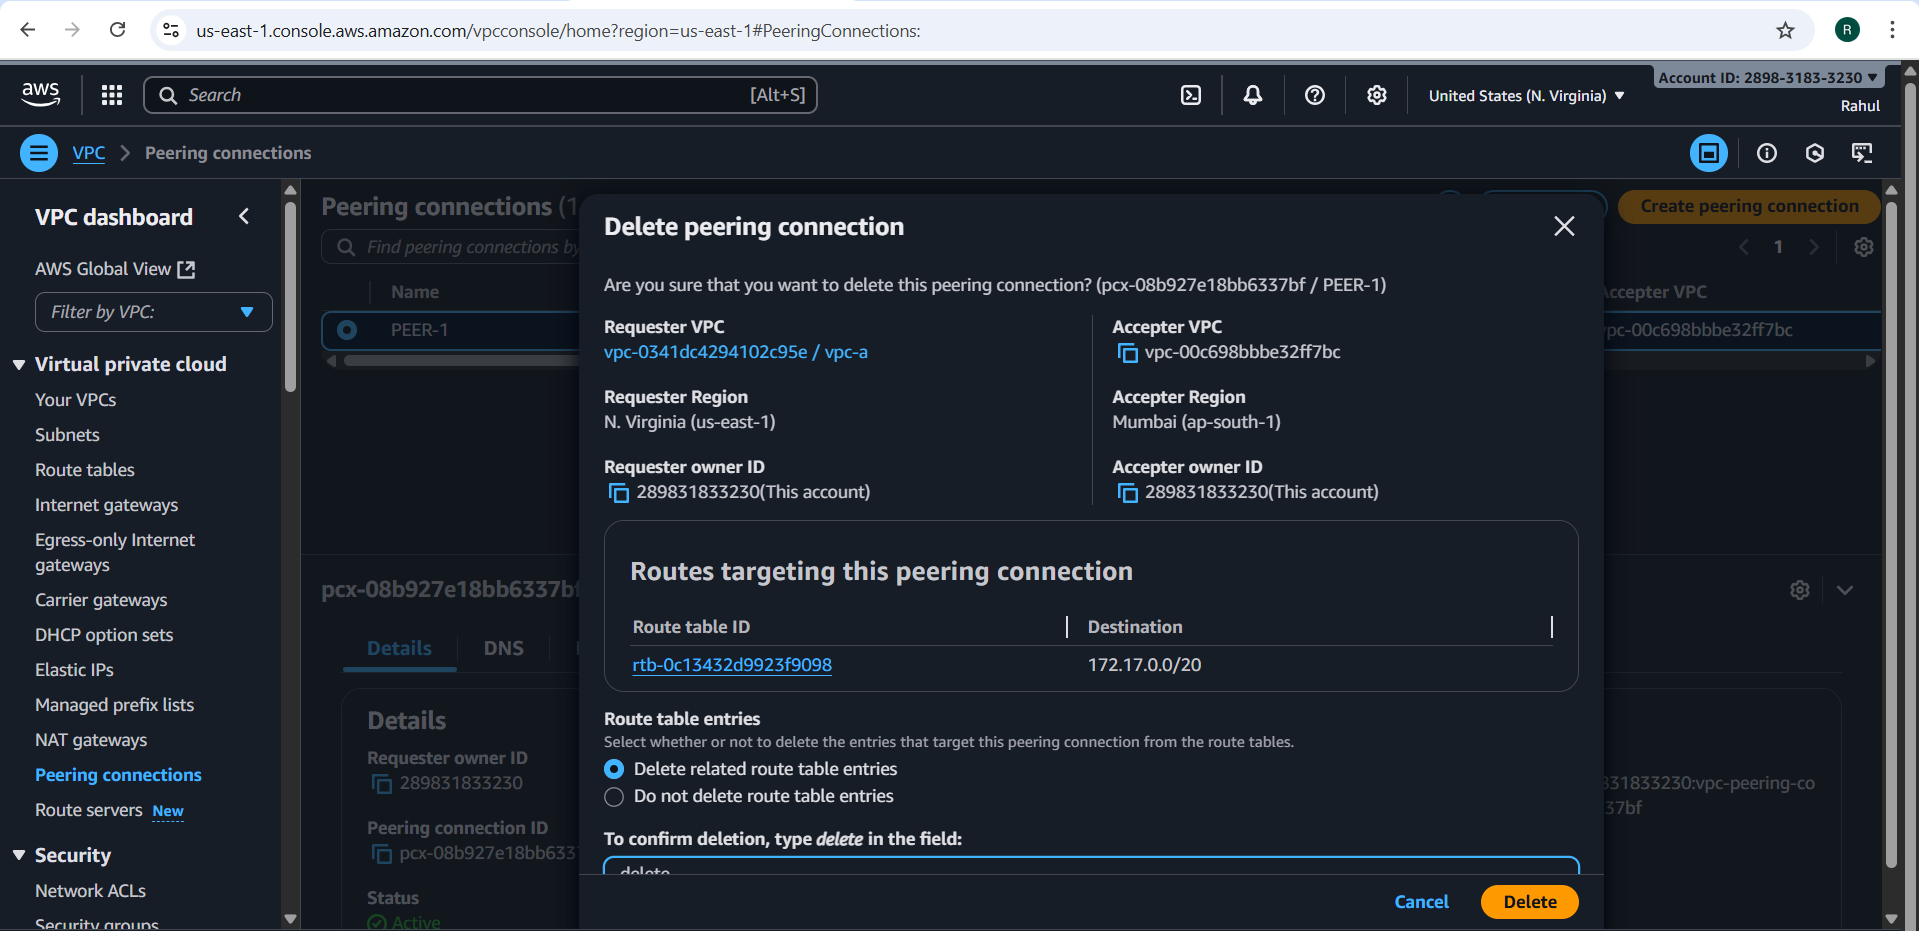 us-east-1.console.aws.amazon.com/vpcconsole/home?region=us-east-1#PeeringConnections:
R
aws
Search
[Alt+S]
United States (N. Virginia)
Account ID: 2898-3183-3230
Rahul
VPC
Peering connections
VPC dashboard
AWS Global View
Filter by VPC:
Virtual private cloud
Your VPCs
Subnets
Route tables
Internet gateways
Egress-only Internet
gateways
Carrier gateways
DHCP option sets
Elastic IPs
Managed prefix lists
NAT gateways
Peering connections
Route servers New
Security
Network ACLs
Security groups
Peering connections (1
Create peering connection
Find peering connections by
1
Name
Accepter VPC
PEER-1
vpc-00c698bbbe32ff7bc
pcx-08b927e18bb6337bf
Details
DNS
Details
Requester owner ID
289831833230
Peering connection ID
pcx-08b927e18bb6337
Status
Active
831833230:vpc-peering-co
37bf
Delete peering connection
Are you sure that you want to delete this peering connection? (pcx-08b927e18bb6337bf / PEER-1)
Requester VPC
vpc-0341dc4294102c95e / vpc-a
Accepter VPC
vpc-00c698bbbe32ff7bc
Requester Region
N. Virginia (us-east-1)
Accepter Region
Mumbai (ap-south-1)
Requester owner ID
289831833230(This account)
Accepter owner ID
289831833230(This account)
Routes targeting this peering connection
Route table ID
Destination
rtb-0c13432d9923f9098
172.17.0.0/20
Route table entries
Select whether or not to delete the entries that target this peering connection from the route tables.
Delete related route table entries
Do not delete route table entries
To confirm deletion, type delete in the field:
delete
Cancel
Delete